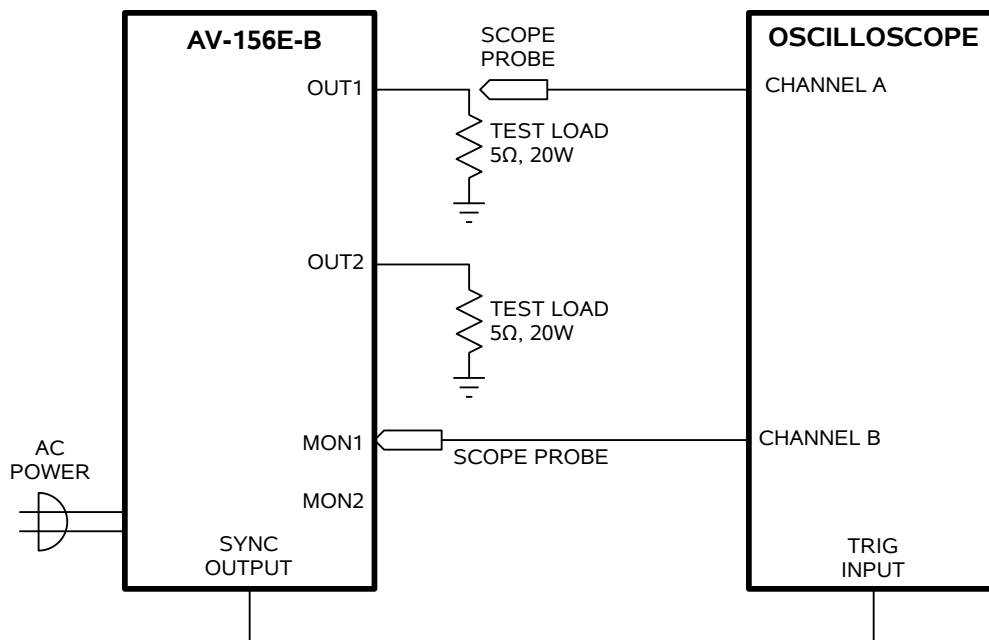 AV-156E-B
OSCILLOSCOPE
SCOPE
PROBE
OUT1
CHANNEL A
TEST LOAD
5Ω, 20W
OUT2
TEST LOAD
5Ω, 20W
MON1
CHANNEL B
SCOPE PROBE
AC
POWER
MON2
SYNC
OUTPUT
TRIG
INPUT